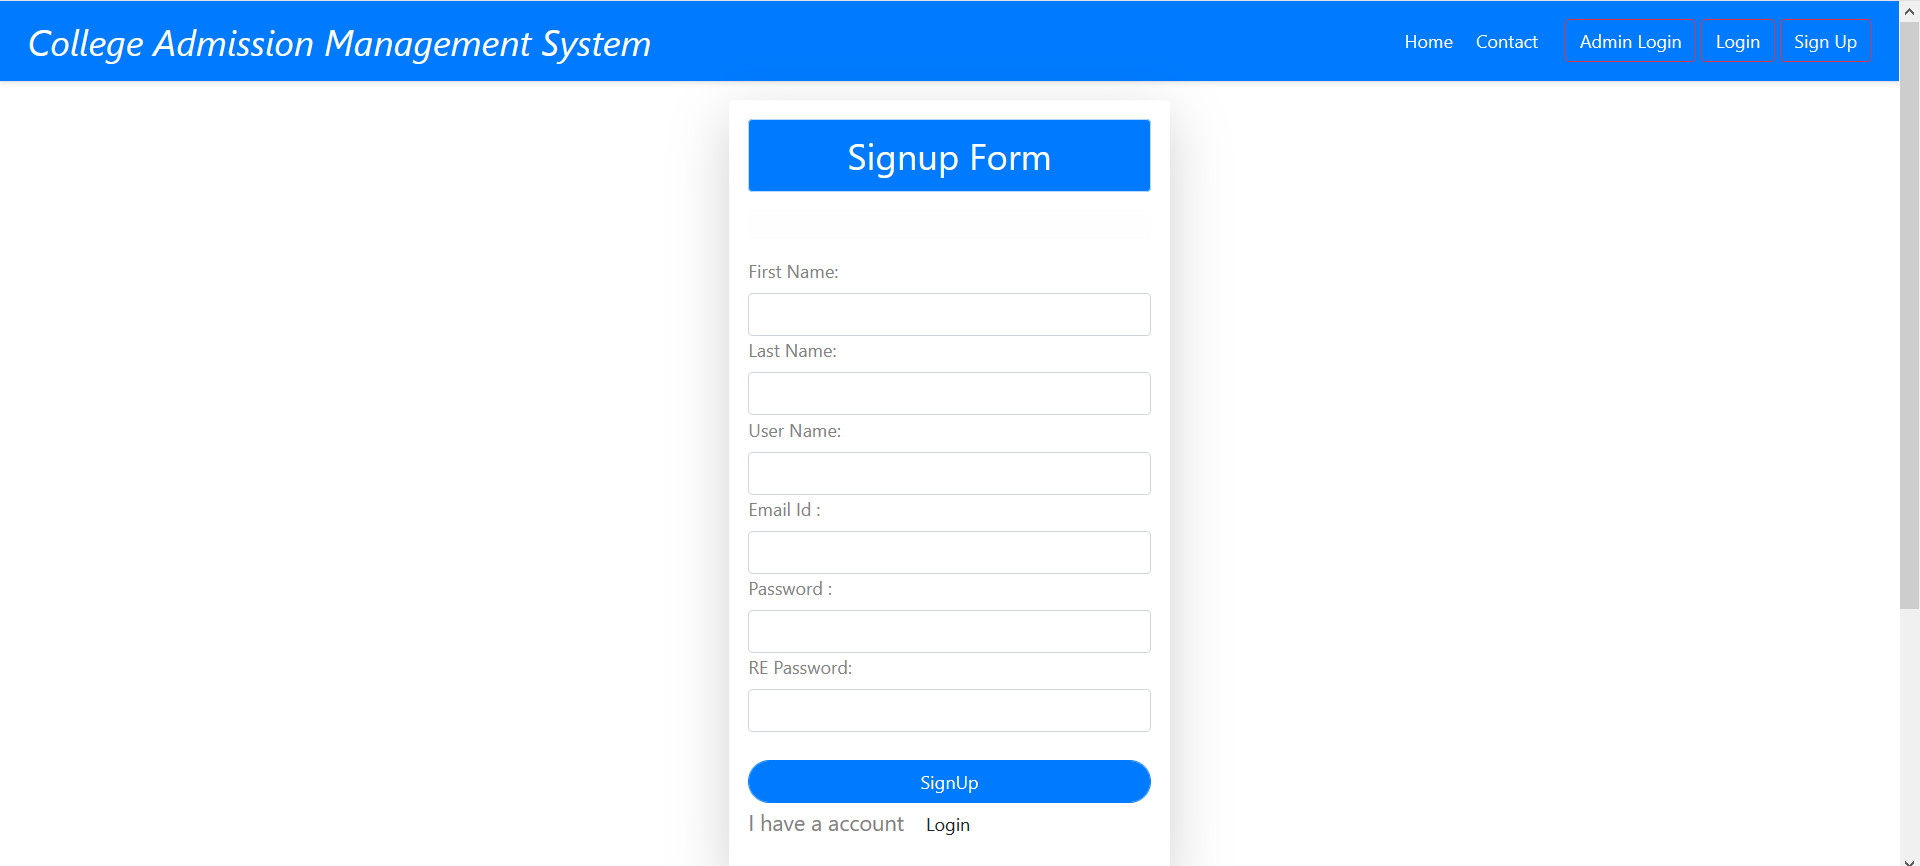 College Admission Management System
Home Contact Admin Login Login Sign Up
Signup Form
First Name:
Last Name:
User Name:
Email Id :
Password :
RE Password:
SignUp
I have a account Login